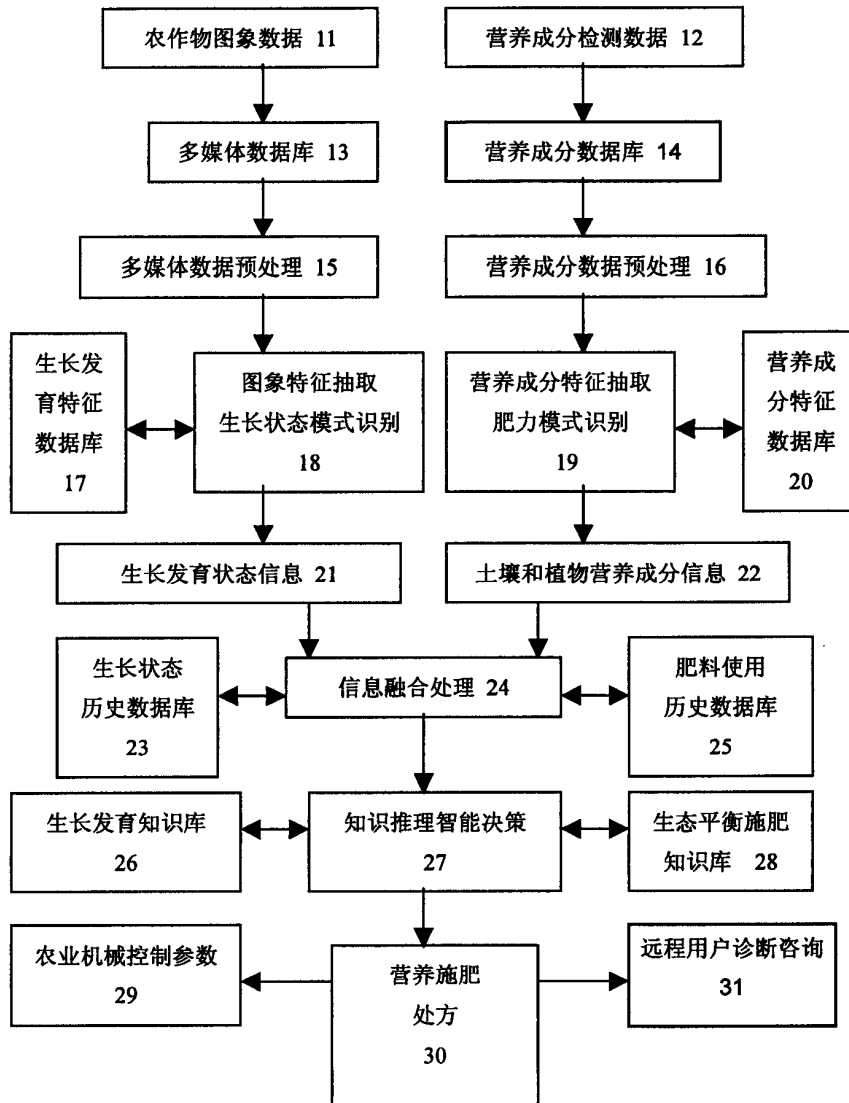 农作物图象数据 11
营养成分检测数据 12
多媒体数据库 13
营养成分数据库 14
多媒体数据预处理 15
营养成分数据预处理 16
生长发
育特征
数据库
17
图象特征抽取
生长状态模式识别
18
营养成分特征抽取
肥力模式识别
19
营养成
分特征
数据库
20
生长发育状态信息 21
土壤和植物营养成分信息 22
生长状态
历史数据库
23
信息融合处理 24
肥料使用
历史数据库
25
生长发育知识库
26
知识推理智能决策
27
生态平衡施肥
知识库 28
农业机械控制参数
29
营养施肥
处方
30
远程用户诊断咨询
31